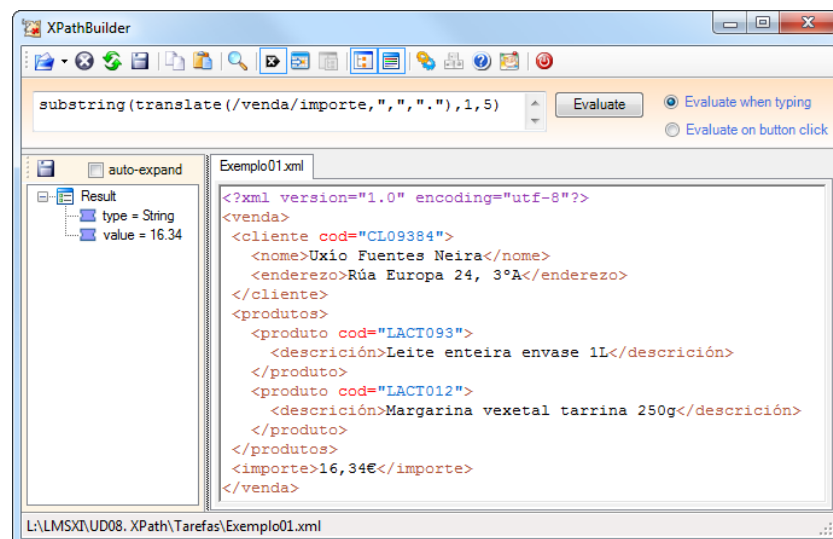 XPathBuilder
substring(translate(/venda/importe,",","."),1,5)
Evaluate
Evaluate when typing
Evaluate on button click
auto-expand
Result
type = String
value = 16.34
Exemplo01.xml
<?xml version="1.0" encoding="utf-8"?>
<venda>
<cliente cod="CL09384">
<nome>Uxío Fuentes Neira</nome>
<enderezo>Rúa Europa 24, 3ºA</enderezo>
</cliente>
<produtos>
<produto cod="LACT093">
<descrición>Leite enteira envase 1L</descrición>
</produto>
<produto cod="LACT012">
<descrición>Margarina vexetal tarrina 250g</descrición>
</produto>
</produtos>
<importe>16,34€</importe>
</venda>
L:\LMSXI\UD08. XPath\Tarefas\Exemplo01.xml